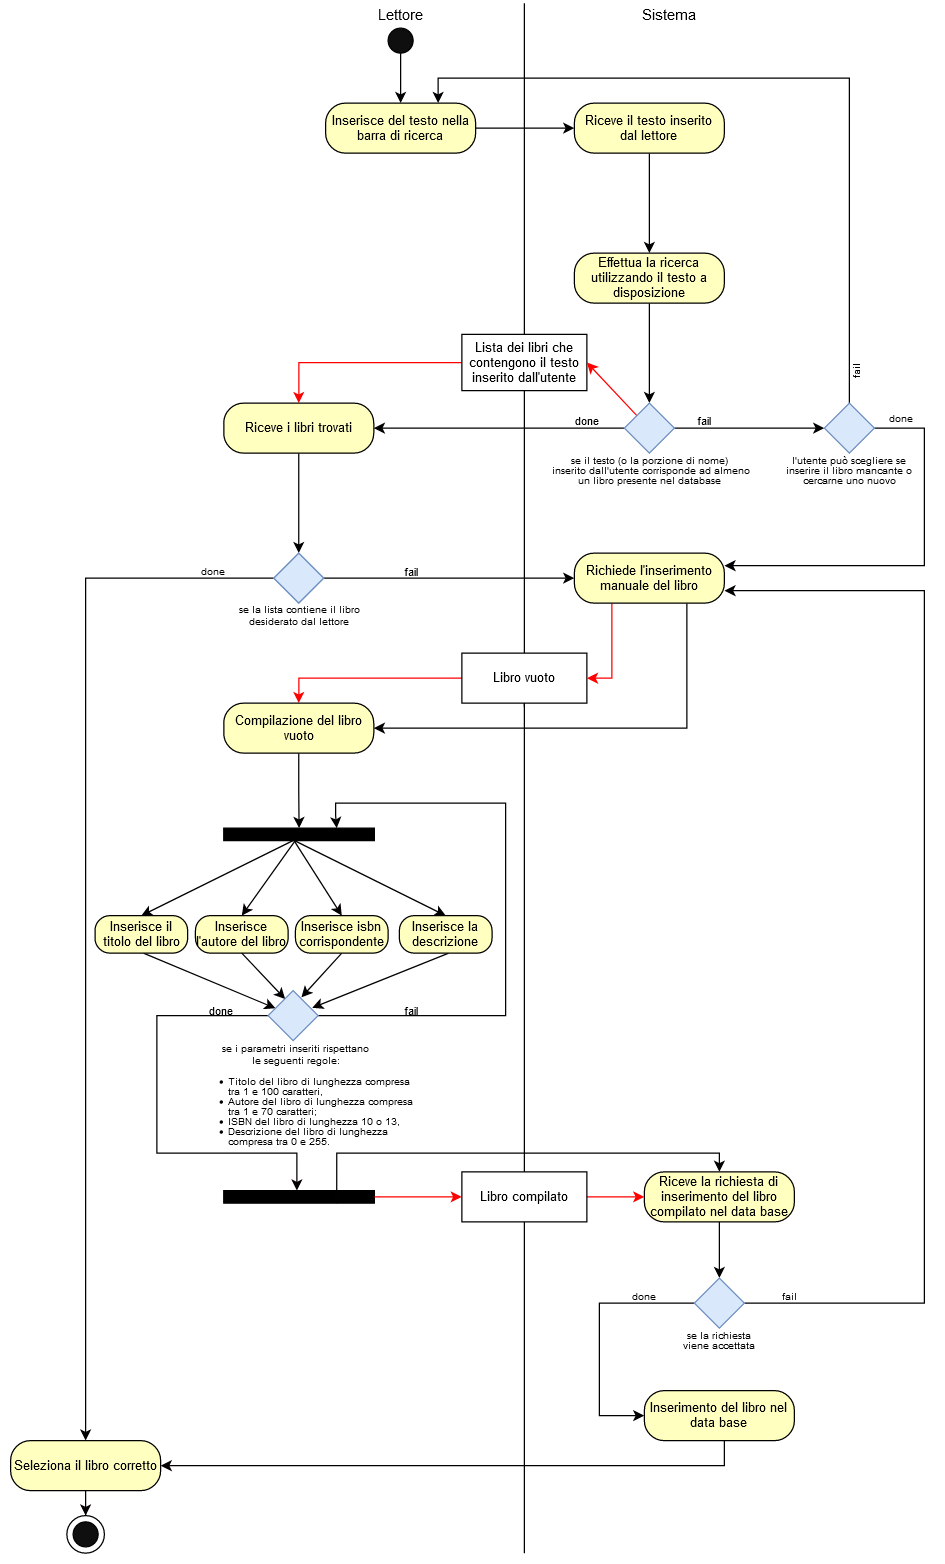 Lettore
Sistema
Inserisce del testo nella
barra di ricerca
Riceve il testo inserito
dal lettore
Effettua la ricerca
utilizzando il testo a
disposizione
Lista dei libri che
contengono il testo
inserito dall'utente
fail
Riceve i libri trovati
done
fail
done
se il testo (o la porzione di nome)
inserito dall'utente corrisponde ad almeno
un libro presente nel database
l'utente può scegliere se
inserire il libro mancante o
cercarne uno nuovo
done
fail
Richiede l'inserimento
manuale del libro
se la lista contiene il libro
desiderato dal lettore
Libro vuoto
Compilazione del libro
vuoto
Inserisce il
titolo del libro
Inserisce
l'autore del libro
Inserisce isbn
corrispondente
Inserisce la
descrizione
done
fail
se i parametri inseriti rispettano
le seguenti regole:
• Titolo del libro di lunghezza compresa
tra 1 e 100 caratteri,
• Autore del libro di lunghezza compresa
tra 1 e 70 caratteri;
• ISBN del libro di lunghezza 10 o 13,
• Descrizione del libro di lunghezza
compresa tra 0 e 255.
Libro compilato
Riceve la richiesta di
inserimento del libro
compilato nel data base
done
fail
se la richiesta
viene accettata
Inserimento del libro nel
data base
Seleziona il libro corretto